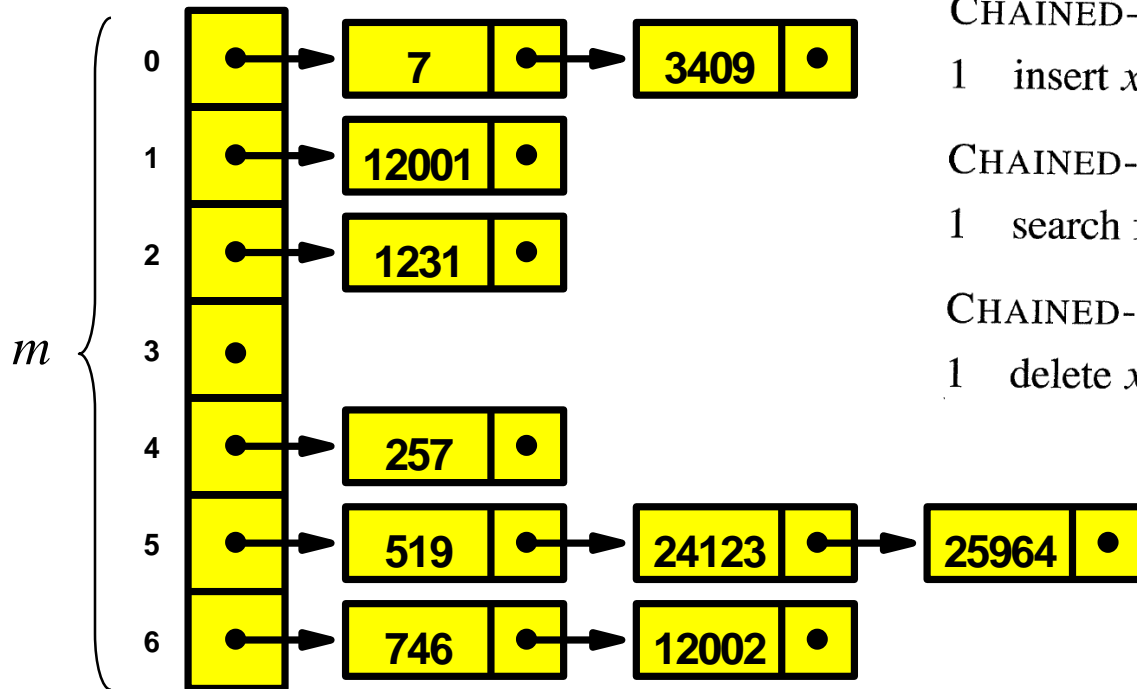 0 7 3409
1 12001
2 1231
m 3
4 257
5 519 24123 25964
6 746 12002
CHAINED-
1 insert x
CHAINED-
1 search
CHAINED-
1 delete x